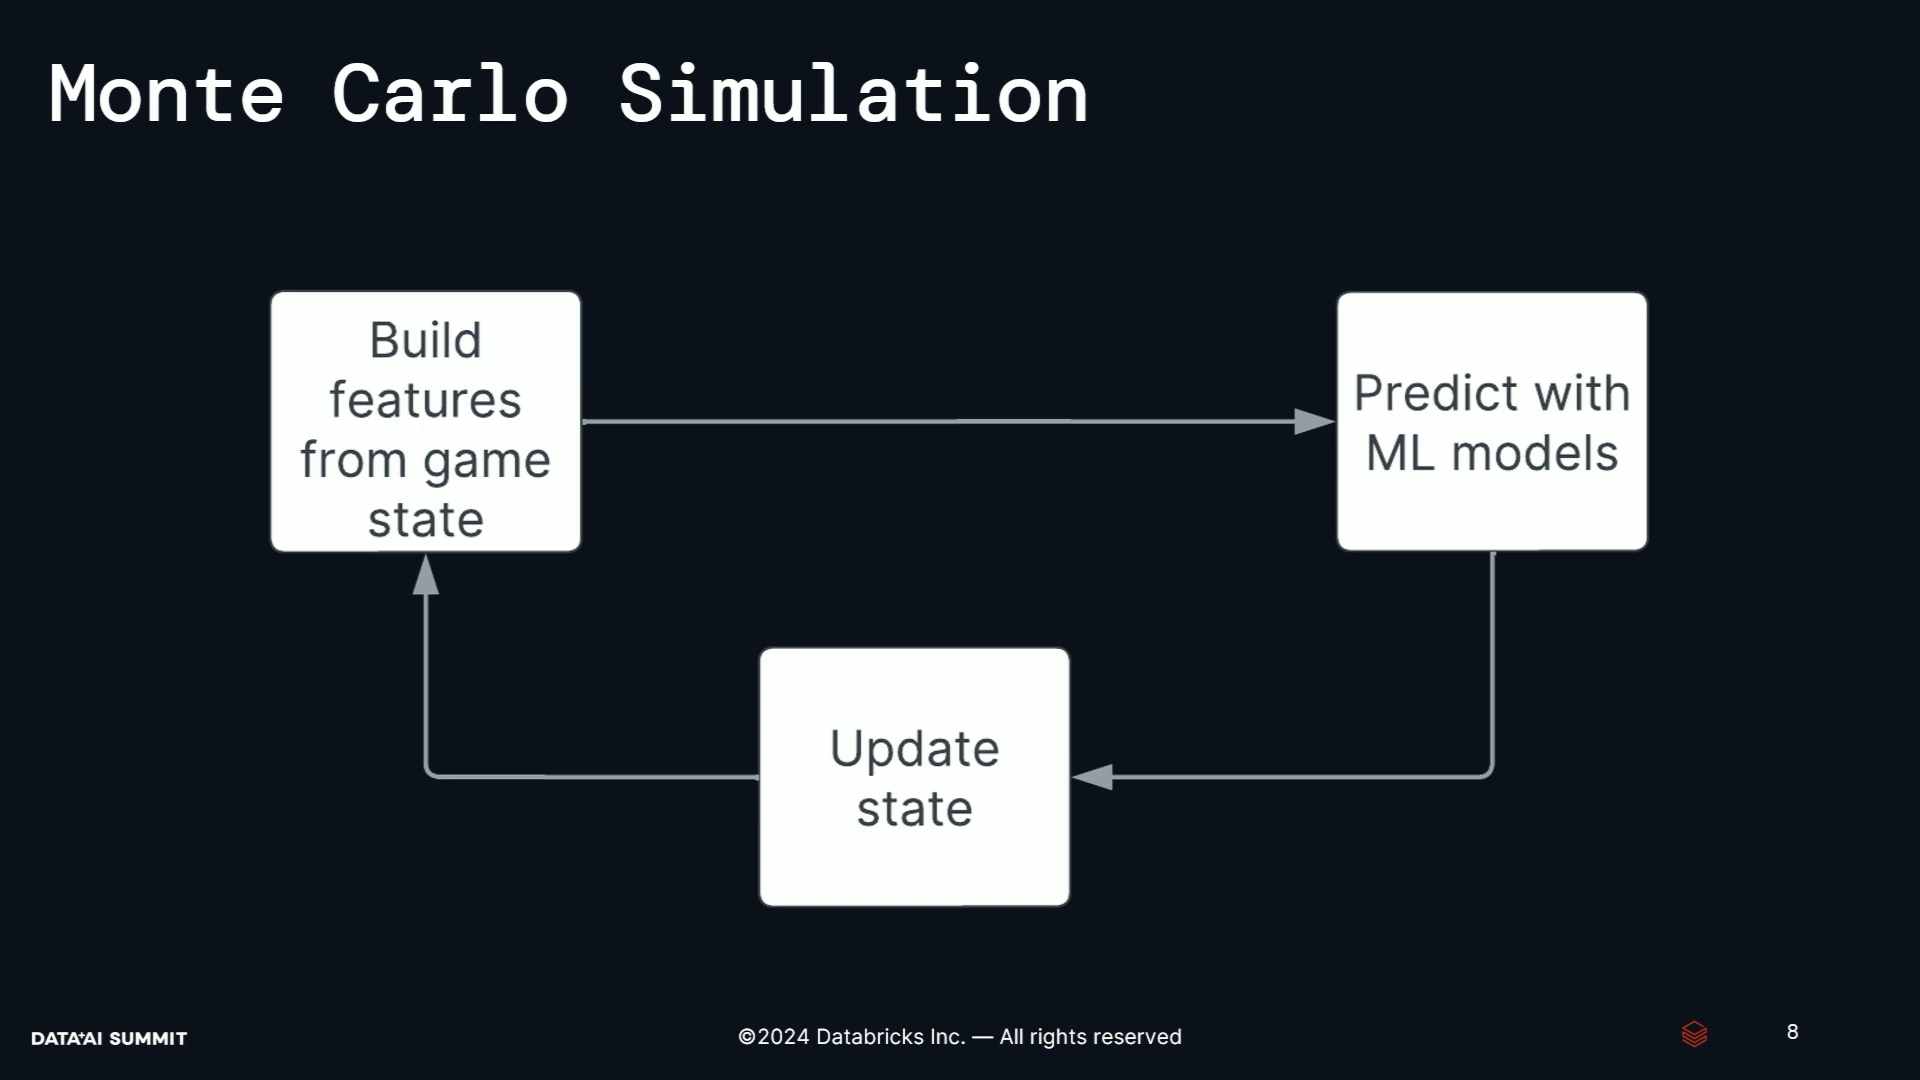 Monte Carlo Simulation
Build
features
from game
state
Predict with
ML models
Update
state
DATA+AI SUMMIT
©2024 Databricks Inc. — All rights reserved
8